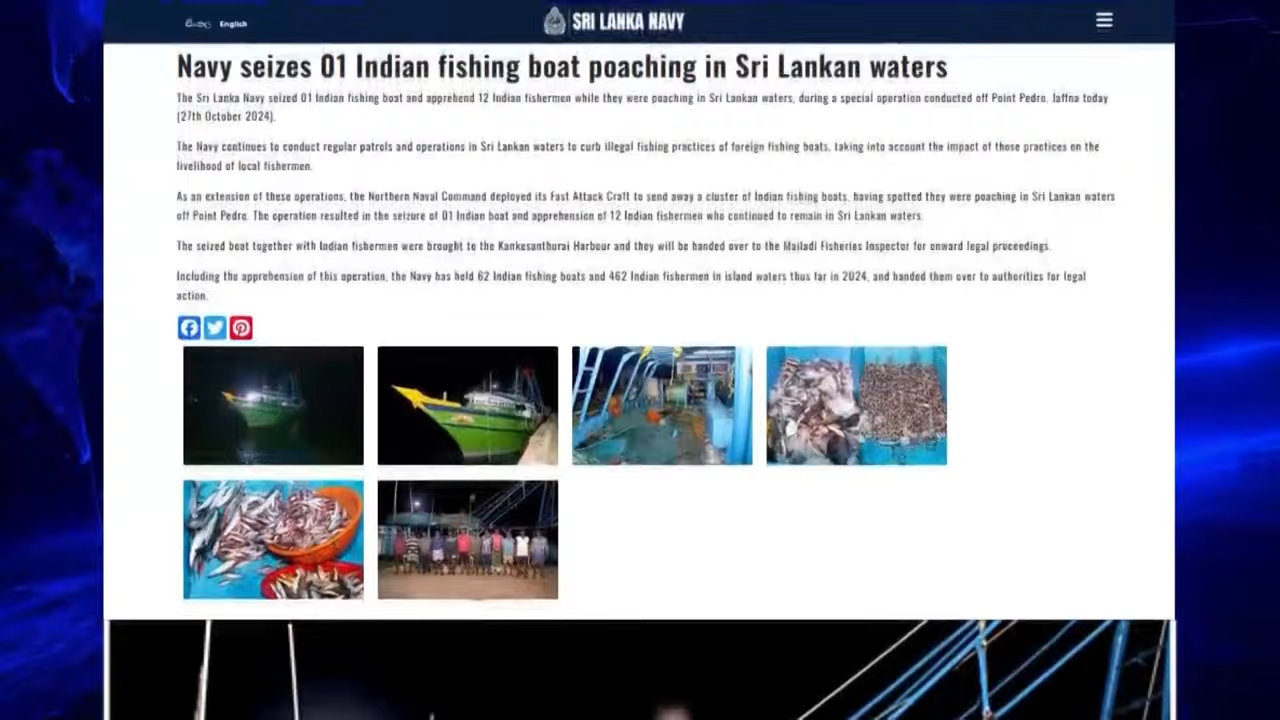 සිංහල English
SRI LANKA NAVY
Navy seizes 01 Indian fishing boat poaching in Sri Lankan waters
The Sri Lanka Navy seized 01 Indian fishing boat and apprehend 12 Indian fishermen while they were poaching in Sri Lankan waters, during a special operation conducted off Point Pedro, Jaffna today
(27th October 2024).
The Navy continues to conduct regular patrols and operations in Sri Lankan waters to curb illegal fishing practices of foreign fishing boats, taking into account the impact of those practices on the
livelihood of local fishermen.
As an extension of these operations, the Northern Naval Command deployed its Fast Attack Craft to send away a cluster of Indian fishing boats, having spotted they were poaching in Sri Lankan waters
off Point Pedro. The operation resulted in the seizure of 01 Indian boat and apprehension of 12 Indian fishermen who continued to remain in Sri Lankan waters.
The seized boat together with Indian fishermen were brought to the Kankesanthurai Harbour and they will be handed over to the Mailadi Fisheries Inspector for onward legal proceedings.
Including the apprehension of this operation, the Navy has held 62 Indian fishing boats and 462 Indian fishermen in island waters thus far in 2024, and handed them over to authorities for legal
action.